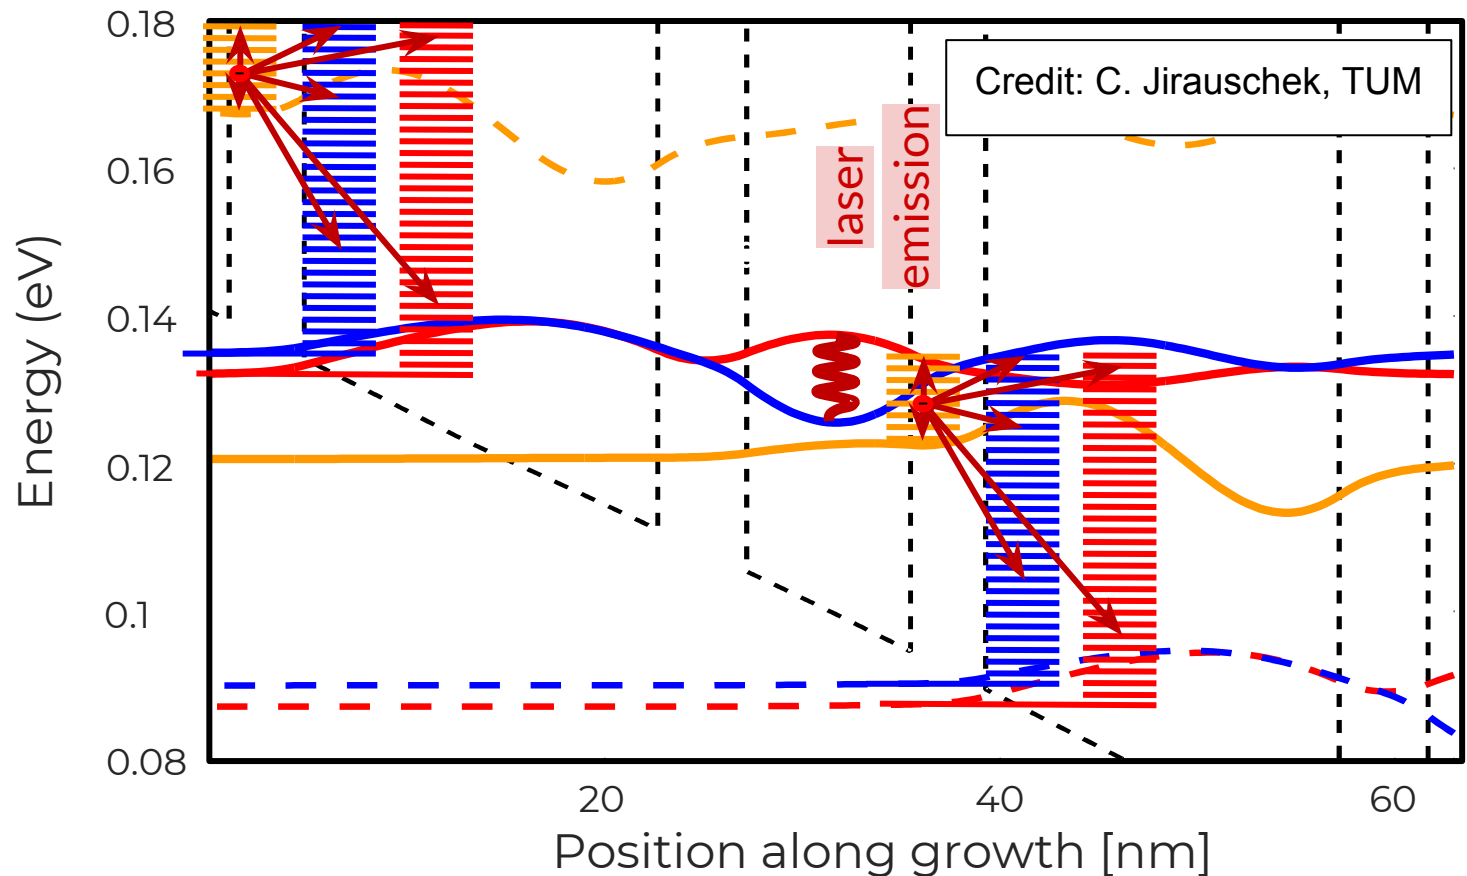 0.18
Credit: C. Jirauschek, TUM
laser
emission
0.16
0.14
0.12
0.1
0.08
Energy (eV)
20
40
60
Position along growth [nm]